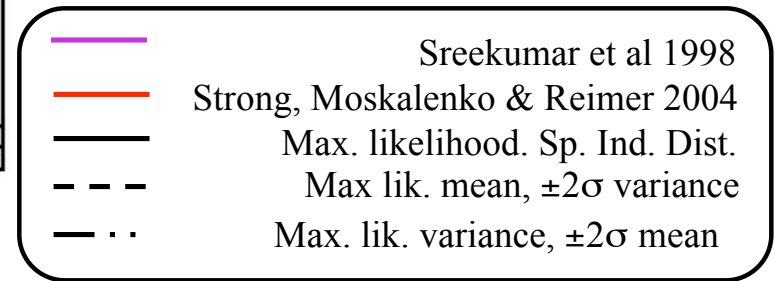 Sreekumar et al 1998
Strong, Moskalenko & Reimer 2004
Max. likelihood. Sp. Ind. Dist.
Max lik. mean, ±2σ variance
Max. lik. variance, ±2σ mean